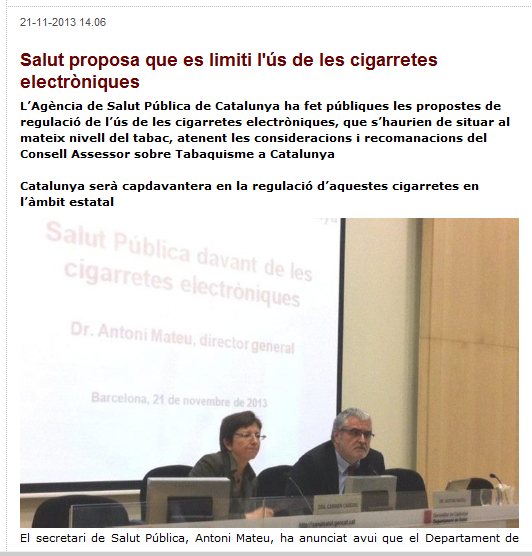 21-11-2013 14.06
Salut proposa que es limiti l'ús de les cigarretes
electròniques
L’Agència de Salut Pública de Catalunya ha fet públiques les propostes de
regulació de l’ús de les cigarretes electròniques, que s’haurien de situar al
mateix nivell del tabac, atenent les consideracions i recomanacions del
Consell Assessor sobre Tabaquisme a Catalunya
Catalunya serà capdavantera en la regulació d’aquestes cigarretes en
l’àmbit estatal
Salut Pública davant de les
cigarretes electròniques
Dr. Antoni Mateu, director general
Barcelona, 21 de novembre de 2013
El secretari de Salut Pública, Antoni Mateu, ha anunciat avui que el Departament de